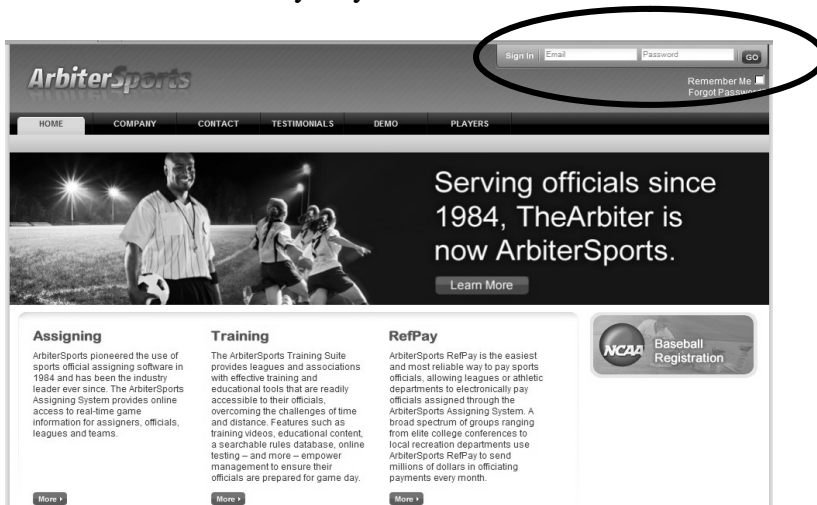 Sign In Email Password GO
ArbiterSports
Remember Me
Forgot Password
HOME COMPANY CONTACT TESTIMONIALS DEMO PLAYERS
Serving officials since
1984, TheArbiter is
now ArbiterSports.
Learn More
Assigning
ArbiterSports pioneered the use of
sports official assigning software in
1984 and has been the industry
leader ever since. The ArbiterSports
Assigning System provides online
access to real-time game
information for assigners, officials,
leagues and teams.
More
Training
The ArbiterSports Training Suite
provides leagues and associations
with effective training and
educational tools that are readily
accessible to their officials,
overcoming the challenges of time
and distance. Features such as
training videos, educational content,
a searchable rules database, online
testing – and more – empower
management to ensure their
officials are prepared for game day.
More
RefPay
ArbiterSports RefPay is the easiest
and most reliable way to pay sports
officials, allowing leagues or athletic
departments to electronically pay
officials assigned through the
ArbiterSports Assigning System. A
broad spectrum of groups ranging
from elite college conferences to
local recreation departments use
ArbiterSports RefPay to send
millions of dollars in officiating
payments every month.
More
NCAA
Baseball
Registration